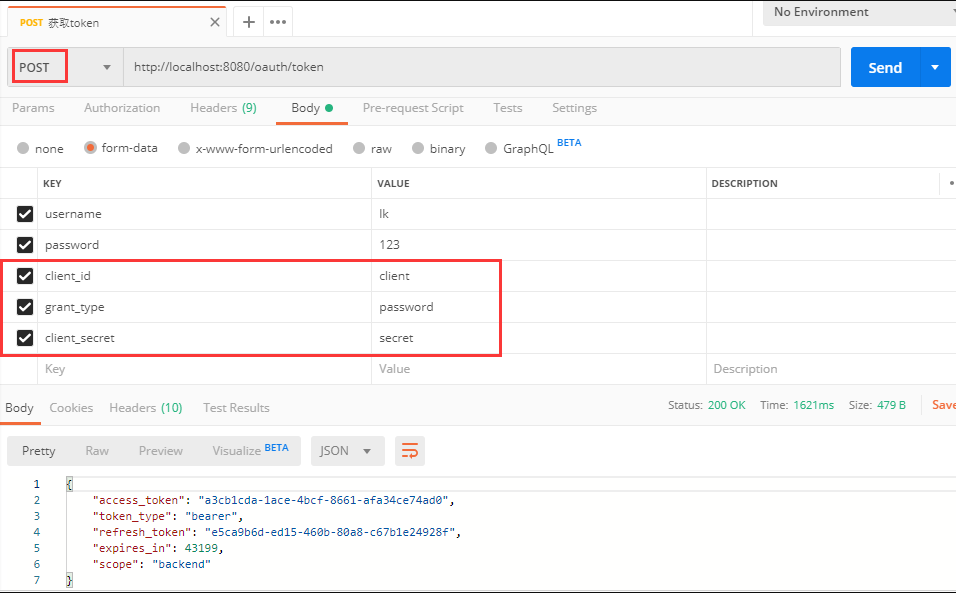 POST 获取token
No Environment
POST http://localhost:8080/oauth/token Send
Params Authorization Headers (9) Body Pre-request Script Tests Settings
none form-data x-www-form-urlencoded raw binary GraphQL BETA
KEY VALUE DESCRIPTION
username lk
password 123
client_id client
grant_type password
client_secret secret
Key Value Description
Body Cookies Headers (10) Test Results Status: 200 OK Time: 1621ms Size: 479 B Save
Pretty Raw Preview Visualize BETA JSON
1 {
2 "access_token": "a3cb1cda-1ace-4bcf-8661-afa34ce74ad0",
3 "token_type": "bearer",
4 "refresh_token": "e5ca9b6d-ed15-460b-80a8-c67b1e24928f",
5 "expires_in": 43199,
6 "scope": "backend"
7 }